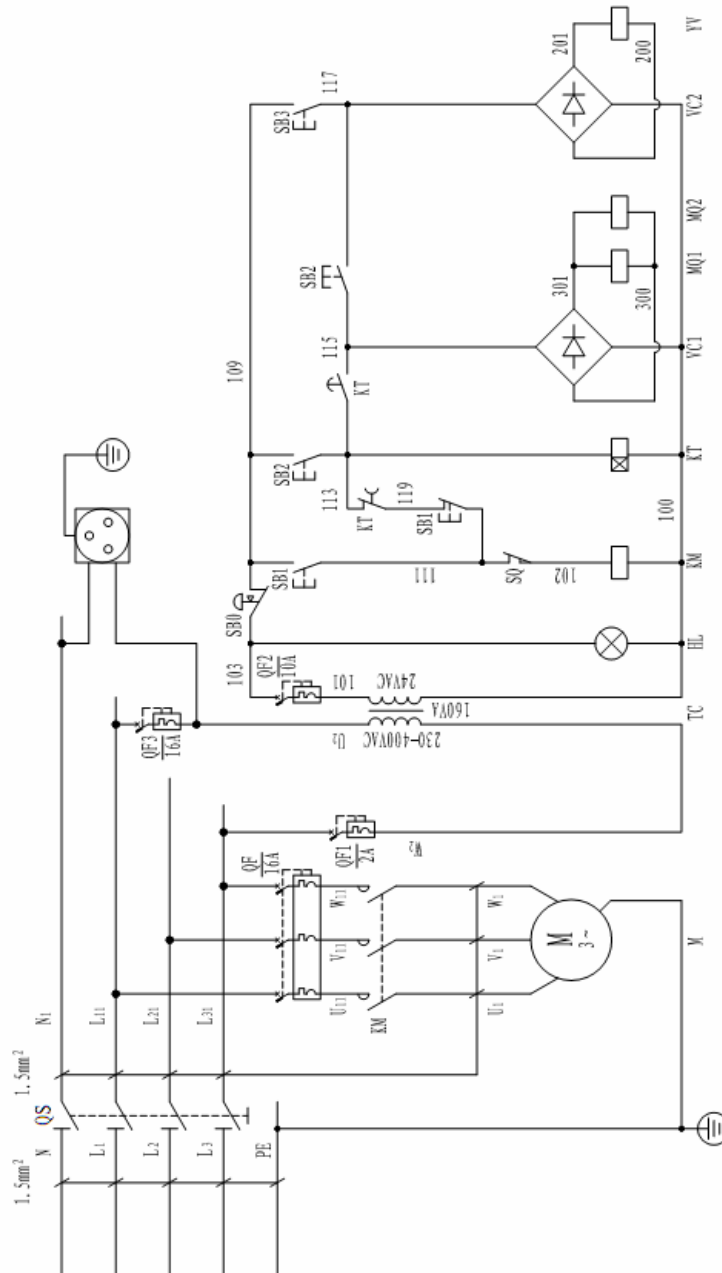 1.5mm²
QS
1.5mm²
N
L1
L2
L3
PE
N1
L11
L21
L31
QF
16A
U11
V11
W11
KM
U1
V1
W1
M
3~
M
QF1
2A
W2
QF3
16A
U2
230-400VAC
160VA
24VAC
TC
QF2
10A
101
103
HL
SB0
SB1
111
SQ
102
KM
109
SB2
113
KT
119
SB1
KT
100
KT
115
SB2
301
300
VC1
MQ1
MQ2
SB3
117
201
200
VC2
YV